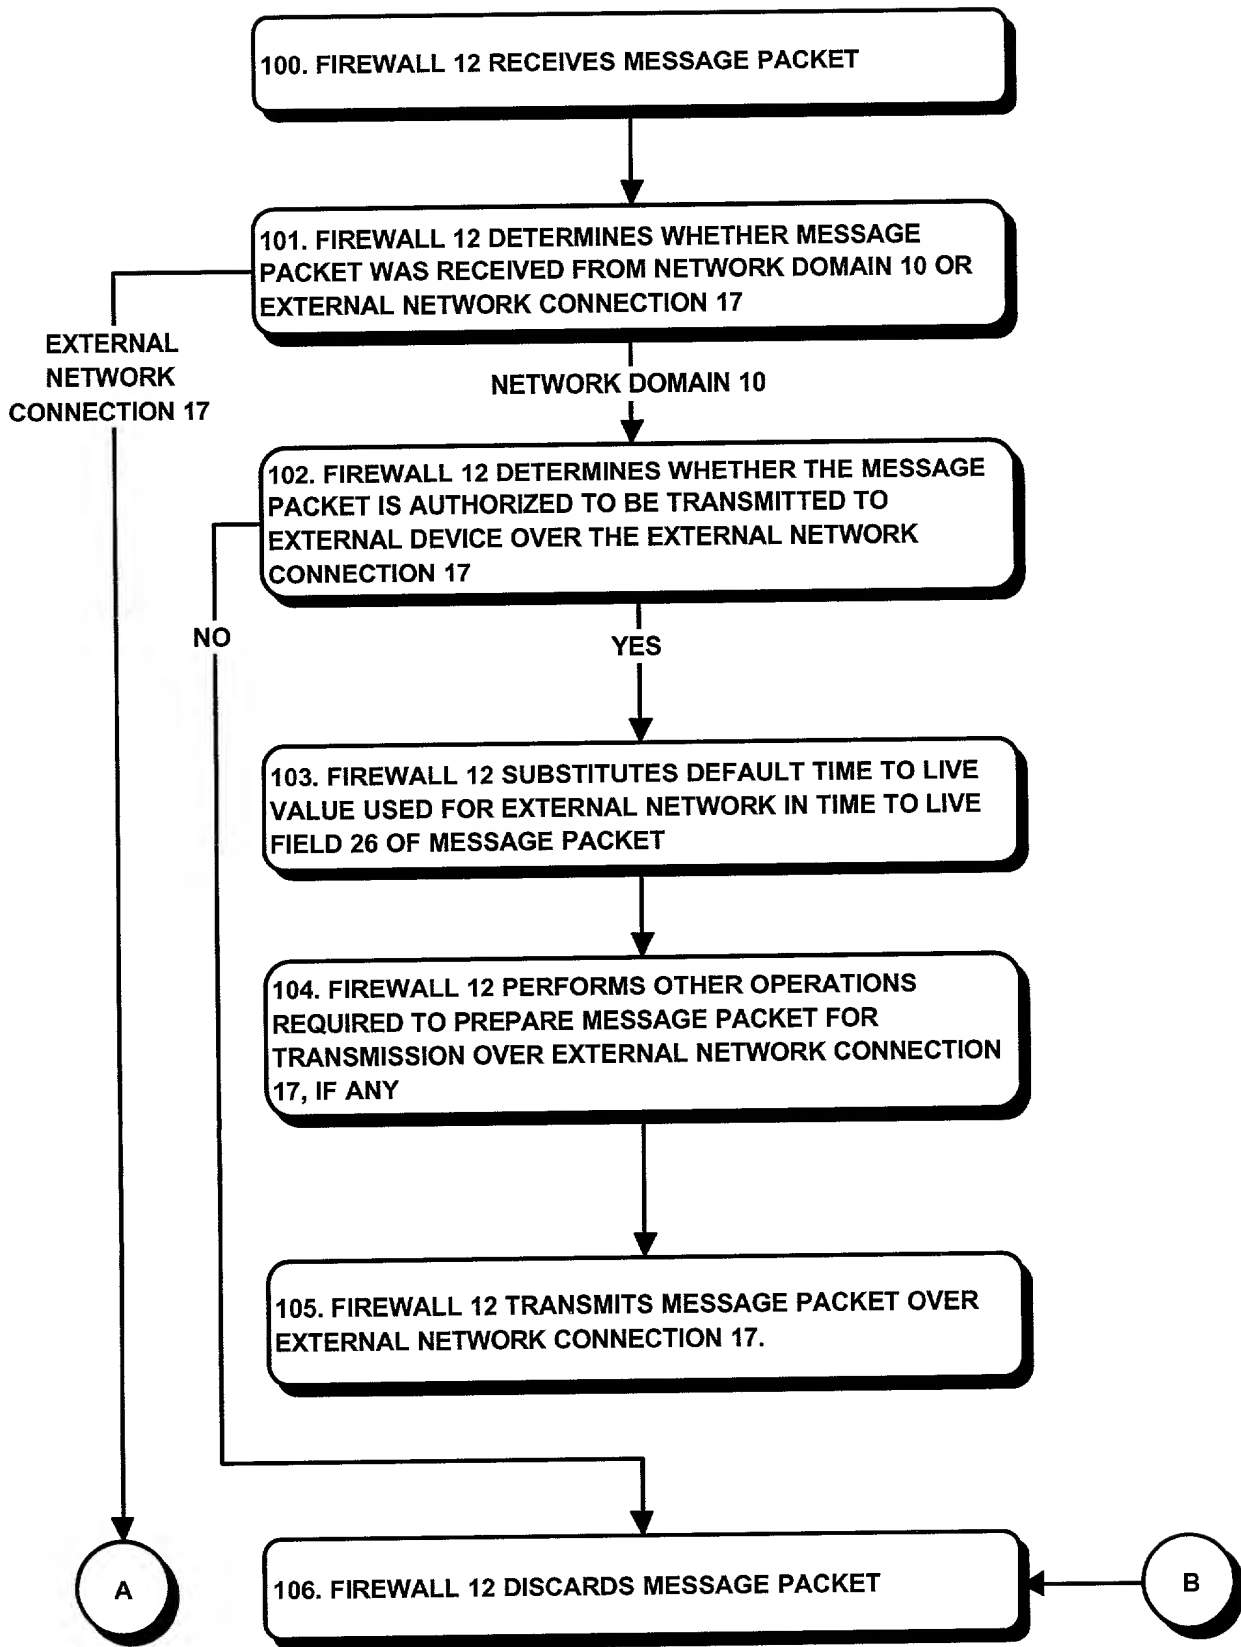 100. FIREWALL 12 RECEIVES MESSAGE PACKET
101. FIREWALL 12 DETERMINES WHETHER MESSAGE
PACKET WAS RECEIVED FROM NETWORK DOMAIN 10 OR
EXTERNAL NETWORK CONNECTION 17
EXTERNAL
NETWORK
CONNECTION 17
NETWORK DOMAIN 10
102. FIREWALL 12 DETERMINES WHETHER THE MESSAGE
PACKET IS AUTHORIZED TO BE TRANSMITTED TO
EXTERNAL DEVICE OVER THE EXTERNAL NETWORK
CONNECTION 17
NO
YES
103. FIREWALL 12 SUBSTITUTES DEFAULT TIME TO LIVE
VALUE USED FOR EXTERNAL NETWORK IN TIME TO LIVE
FIELD 26 OF MESSAGE PACKET
104. FIREWALL 12 PERFORMS OTHER OPERATIONS
REQUIRED TO PREPARE MESSAGE PACKET FOR
TRANSMISSION OVER EXTERNAL NETWORK CONNECTION
17, IF ANY
105. FIREWALL 12 TRANSMITS MESSAGE PACKET OVER
EXTERNAL NETWORK CONNECTION 17.
A
106. FIREWALL 12 DISCARDS MESSAGE PACKET
B